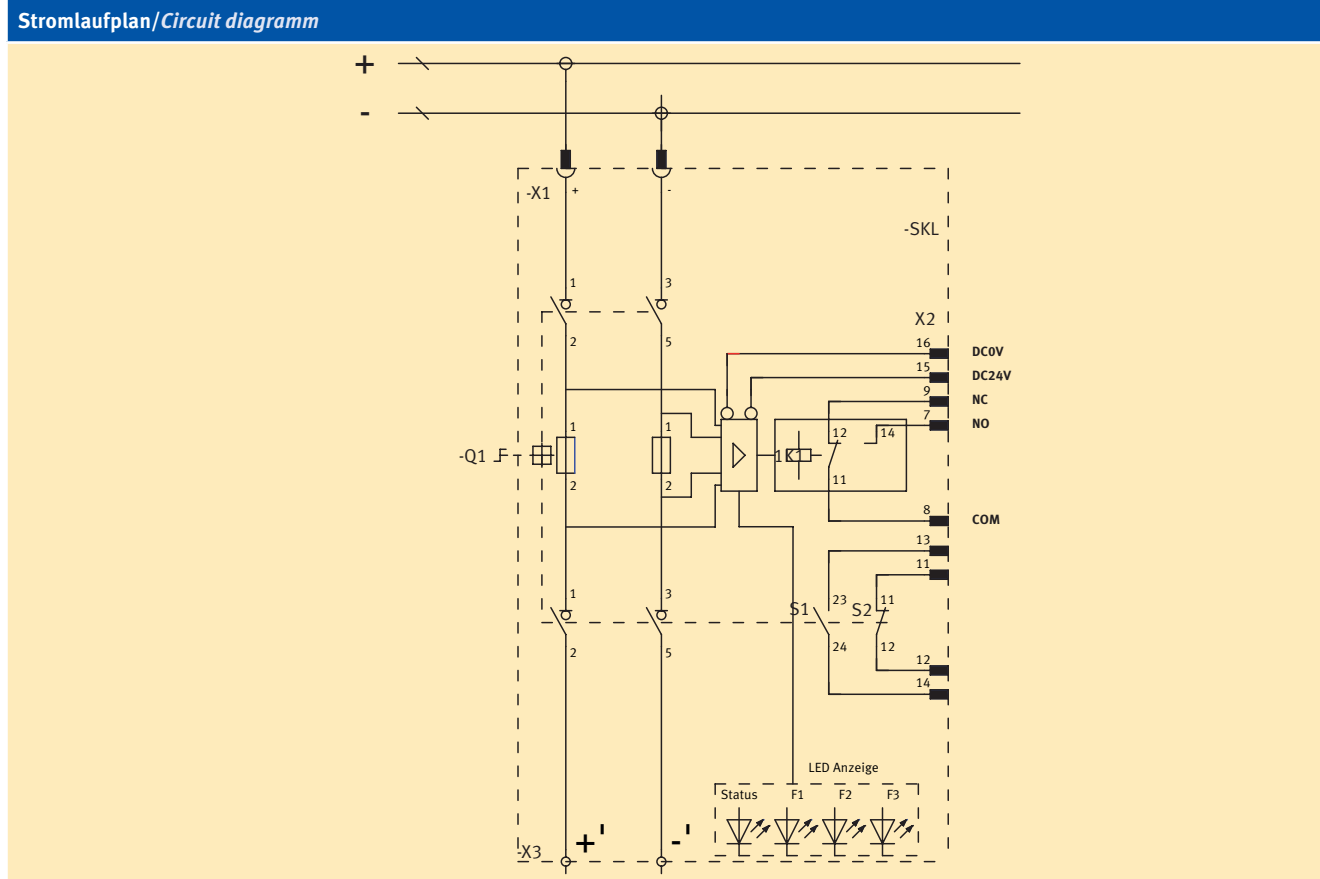 Stromlaufplan/Circuit diagramm
+
-
-X1 + -
-SKL
1 3
X2
2 5
16 DC0V
15 DC24V
9 NC
7 NO
1 1 12 14
-Q1 1K1
2 2 11
8 COM
13
11
1 3 S1 23 S2 11
2 5 24 12
12
14
LED Anzeige
Status F1 F2 F3
+' -'
-X3